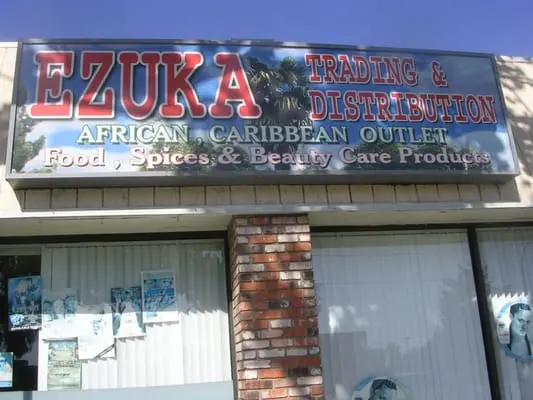 EZUKA TRADING &
DISTRIBUTION
AFRICAN CARIBBEAN OUTLET
Food , Spices & Beauty Care Products